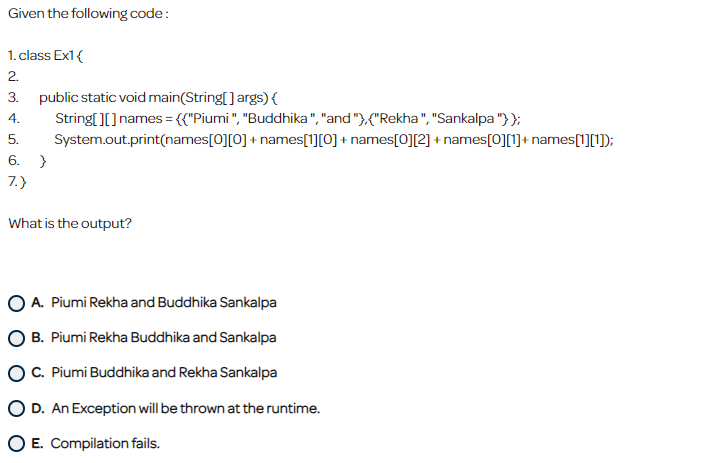 Given the following code :
1. class Ex1 {
2.
3. public static void main(String[ ] args) {
4. String[ ][ ] names = {{"Piumi ", "Buddhika ", "and "},{"Rekha ", "Sankalpa "} };
5. System.out.print(names[0][0] + names[1][0] + names[0][2] + names[0][1]+ names[1][1]);
6. }
7. }
What is the output?
A. Piumi Rekha and Buddhika Sankalpa
B. Piumi Rekha Buddhika and Sankalpa
C. Piumi Buddhika and Rekha Sankalpa
D. An Exception will be thrown at the runtime.
E. Compilation fails.